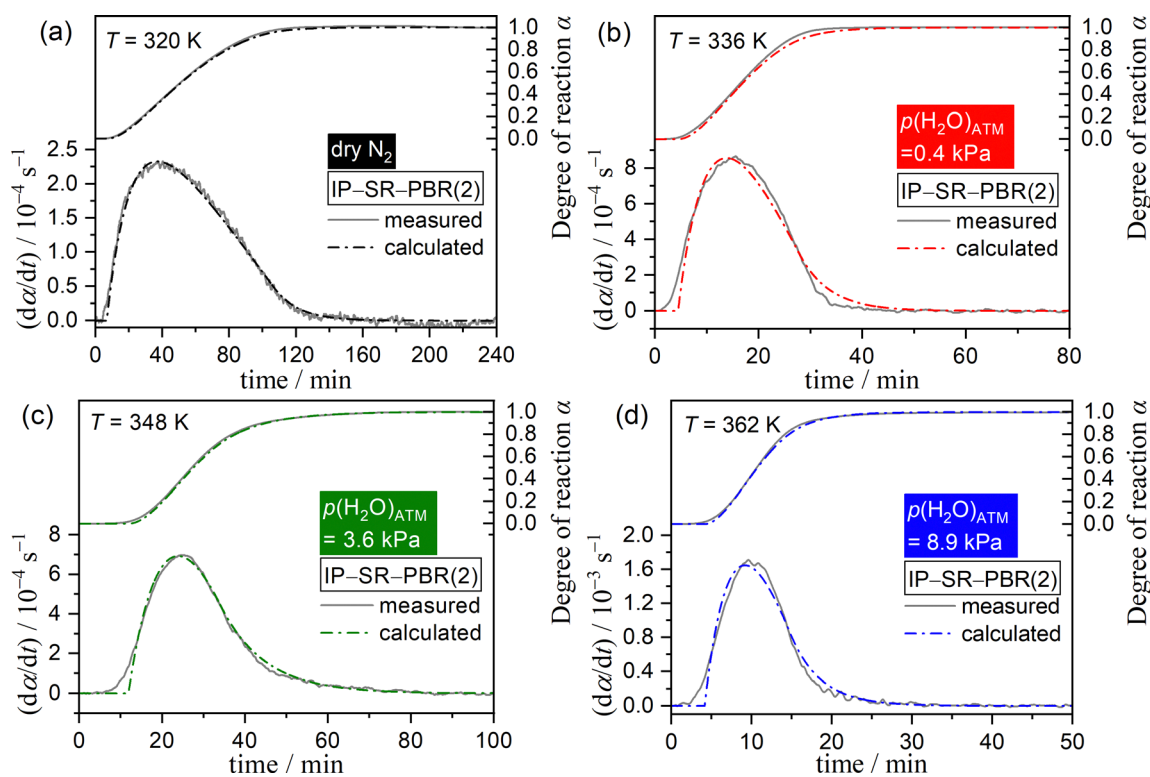 (a)
T = 320 K
dry N₂
IP–SR–PBR(2)
measured
calculated
(dα/dt) / 10⁻⁴ s⁻¹
2.5
2.0
1.5
1.0
0.5
0.0
Degree of reaction α
1.0
0.8
0.6
0.4
0.2
0.0
0 40 80 120 160 200 240
time / min
(b)
T = 336 K
p(H₂O)ATM
=0.4 kPa
IP–SR–PBR(2)
measured
calculated
(dα/dt) / 10⁻⁴ s⁻¹
8
6
4
2
0
Degree of reaction α
1.0
0.8
0.6
0.4
0.2
0.0
0 20 40 60 80
time / min
(c)
T = 348 K
p(H₂O)ATM
= 3.6 kPa
IP–SR–PBR(2)
measured
calculated
(dα/dt) / 10⁻⁴ s⁻¹
8
6
4
2
0
Degree of reaction α
1.0
0.8
0.6
0.4
0.2
0.0
0 20 40 60 80 100
time / min
(d)
T = 362 K
p(H₂O)ATM
= 8.9 kPa
IP–SR–PBR(2)
measured
calculated
(dα/dt) / 10⁻³ s⁻¹
2.0
1.6
1.2
0.8
0.4
0.0
Degree of reaction α
1.0
0.8
0.6
0.4
0.2
0.0
0 10 20 30 40 50
time / min